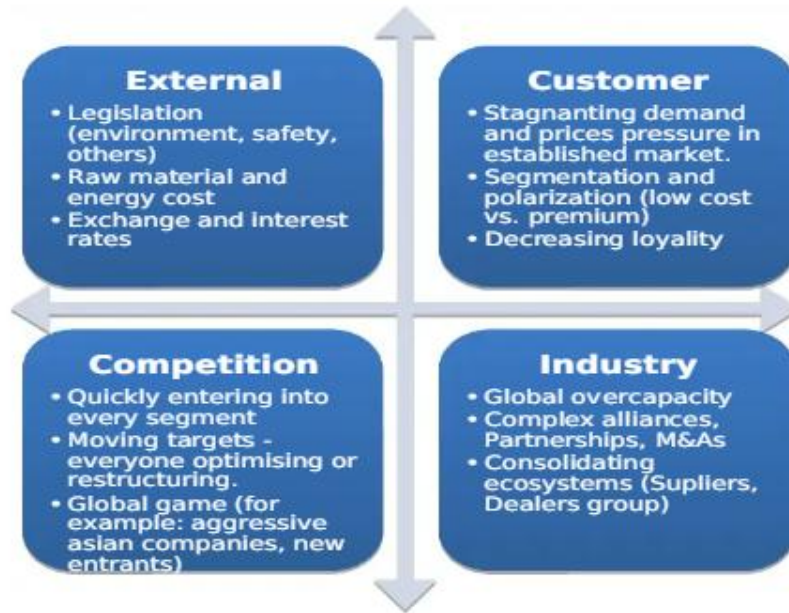 External
• Legislation
(environment, safety,
others)
• Raw material and
energy cost
• Exchange and interest
rates
Customer
• Stagnanting demand
and prices pressure in
established market.
• Segmentation and
polarization (low cost
vs. premium)
• Decreasing loyality
Competition
• Quickly entering into
every segment
• Moving targets -
everyone optimising or
restructuring.
• Global game (for
example: aggressive
asian companies, new
entrants)
Industry
• Global overcapacity
• Complex alliances,
Partnerships, M&As
• Consolidating
ecosystems (Supliers,
Dealers group)